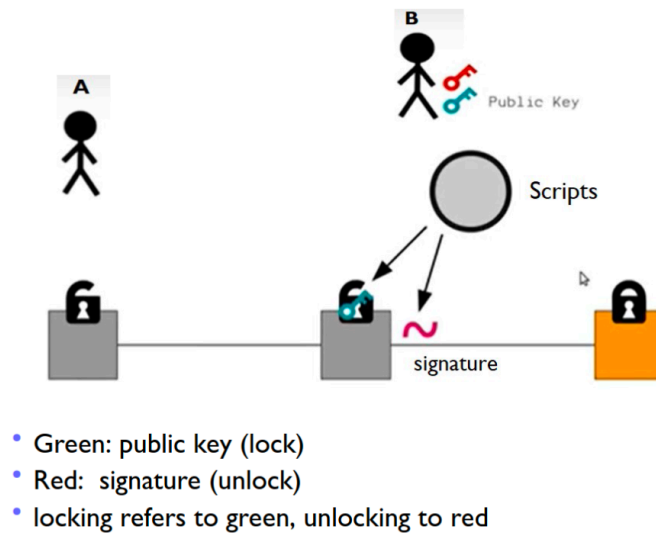 B
A
Public Key
Scripts
signature
• Green: public key (lock)
• Red: signature (unlock)
• locking refers to green, unlocking to red